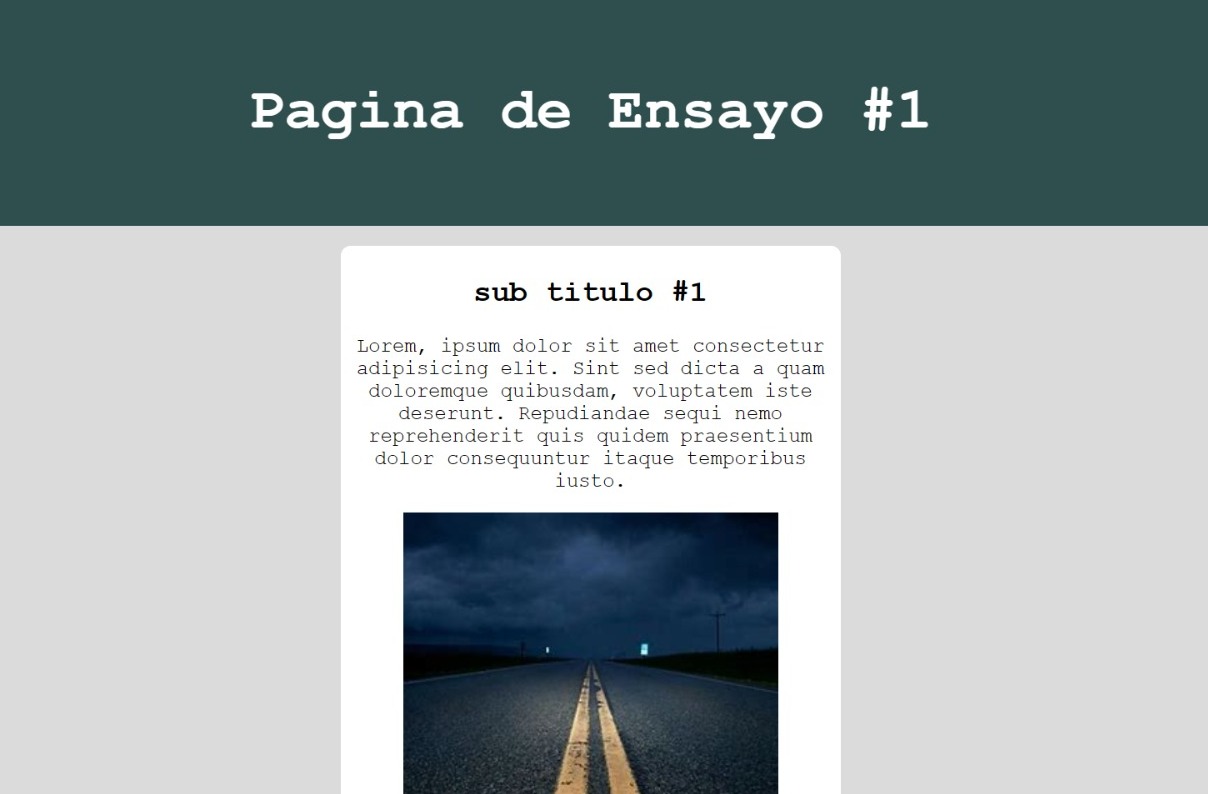 Pagina de Ensayo #1
sub titulo #1
Lorem, ipsum dolor sit amet consectetur
adipisicing elit. Sint sed dicta a quam
doloremque quibusdam, voluptatem iste
deserunt. Repudiandae sequi nemo
reprehenderit quis quidem praesentium
dolor consequuntur itaque temporibus
iusto.